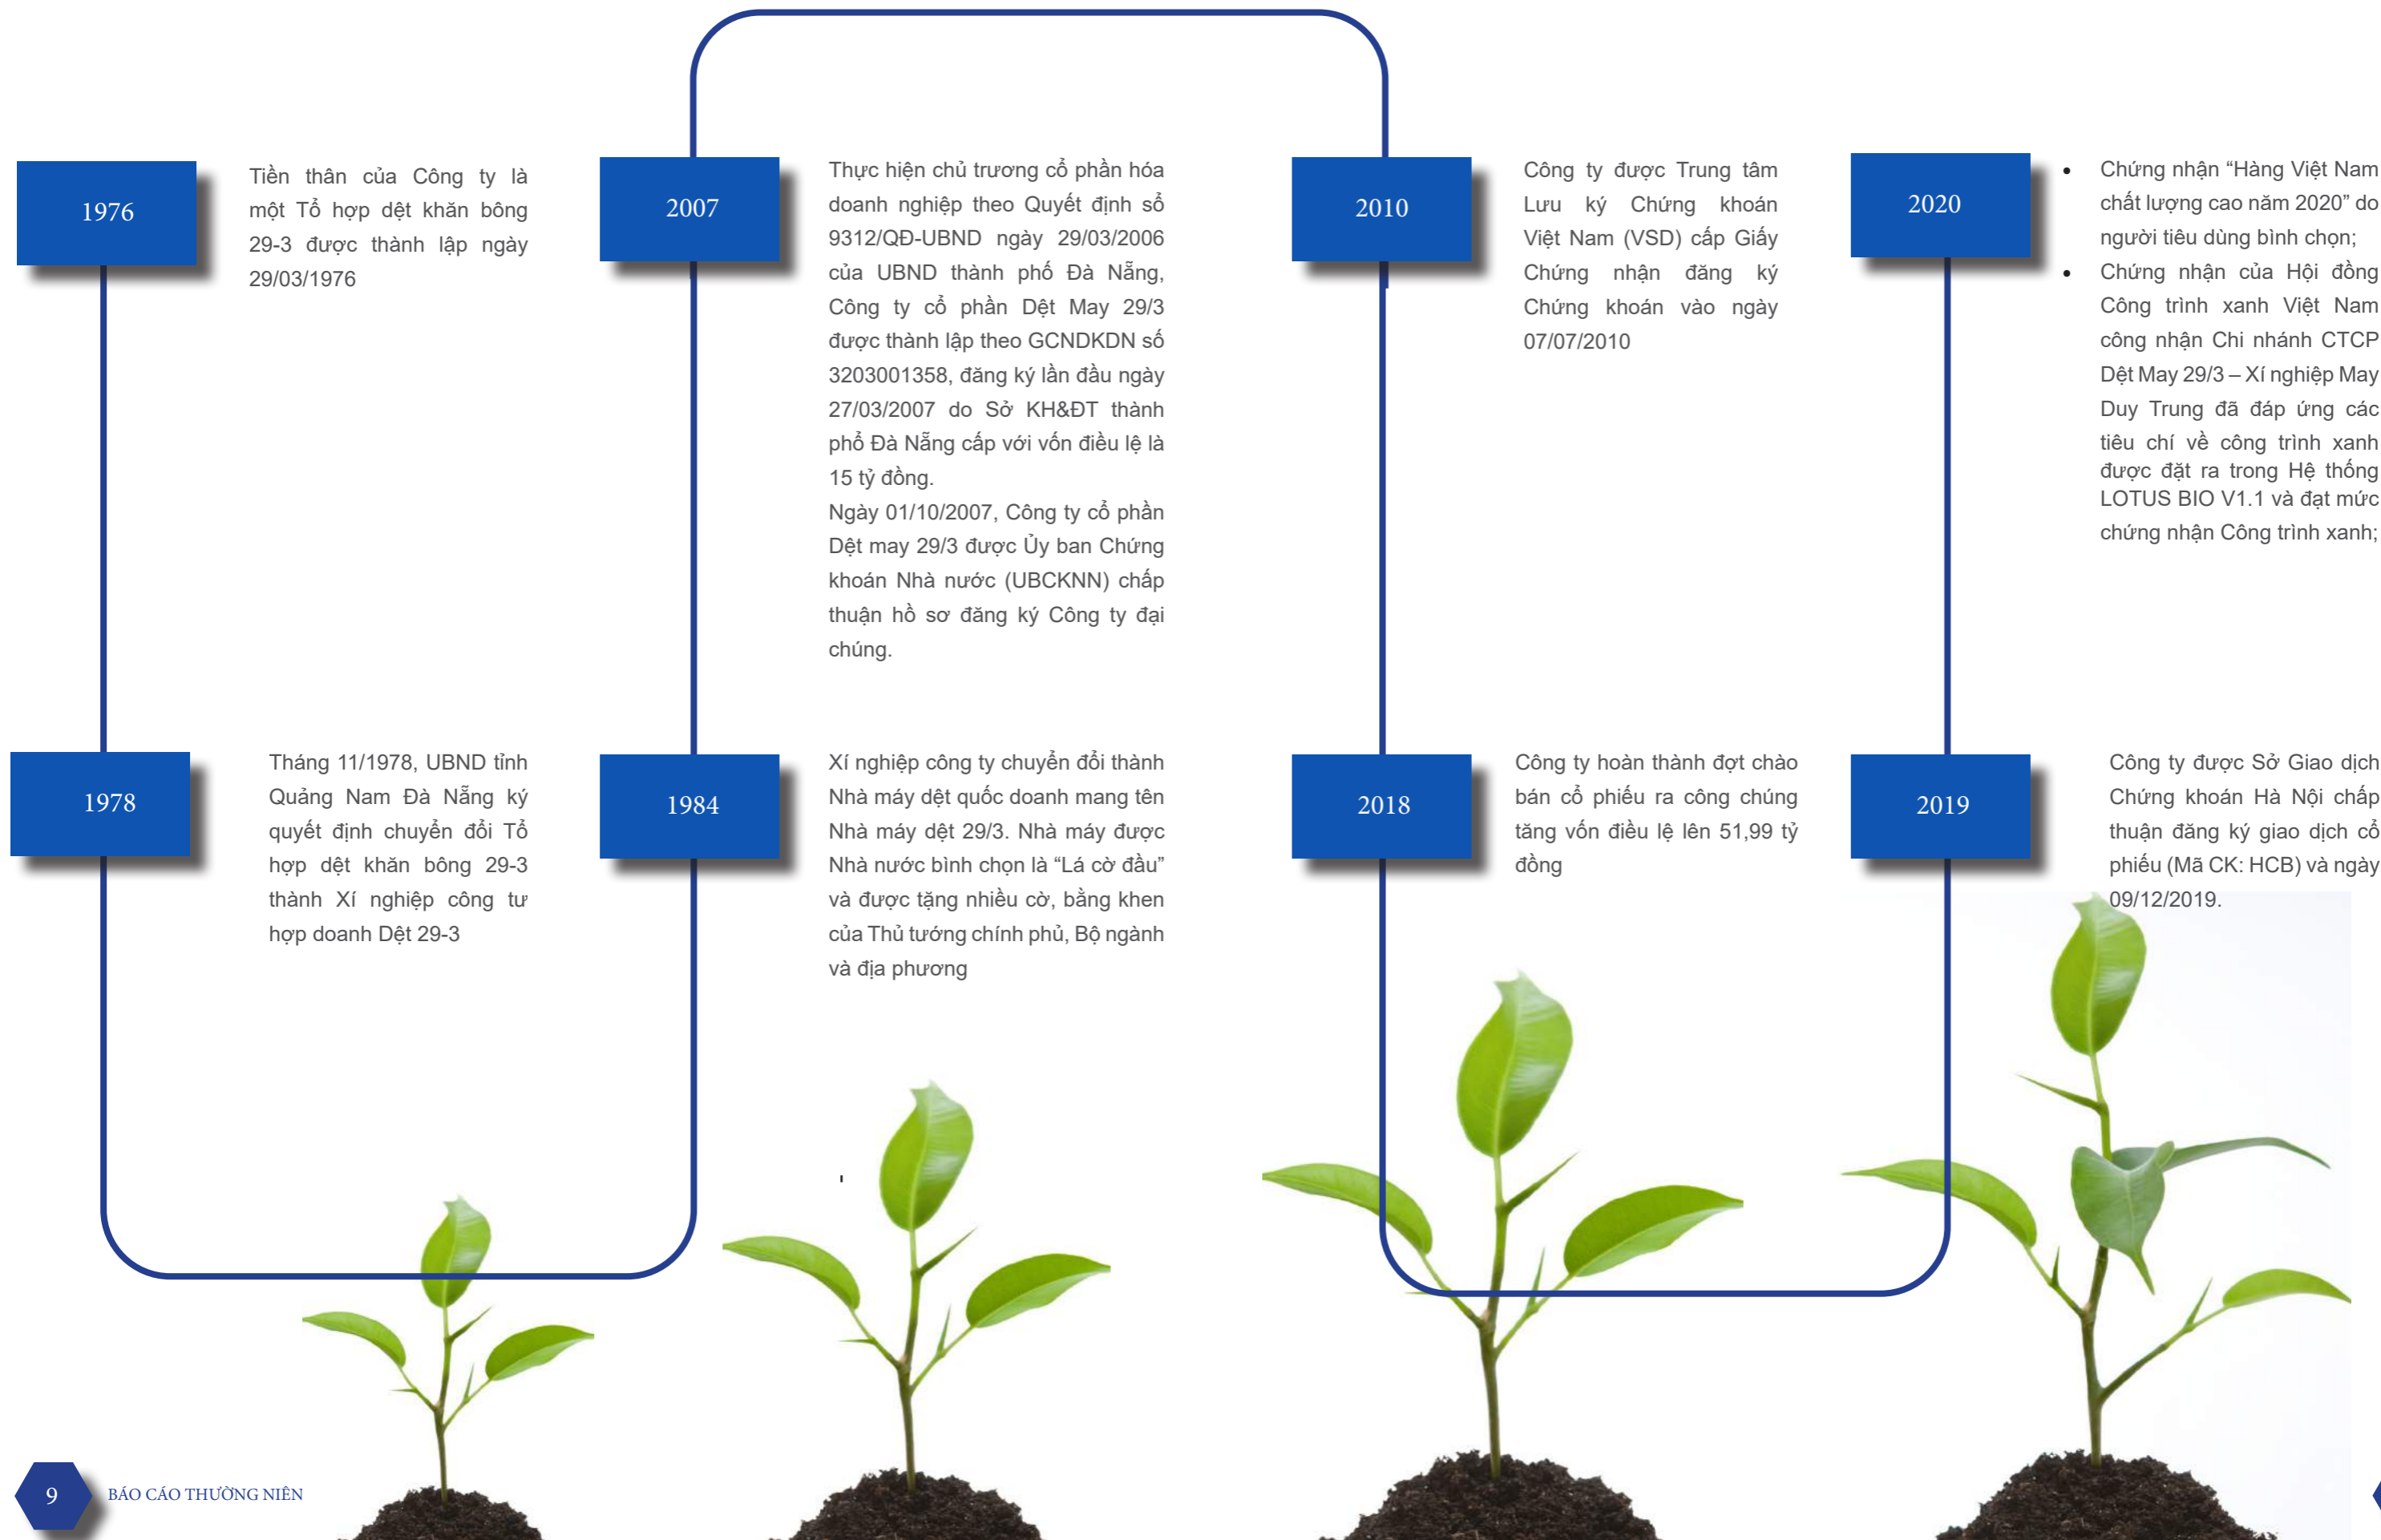 1976
Tiền thân của Công ty là
một Tổ hợp dệt khăn bông
29-3 được thành lập ngày
29/03/1976
1978
Tháng 11/1978, UBND tỉnh
Quảng Nam Đà Nẵng ký
quyết định chuyển đổi Tổ
hợp dệt khăn bông 29-3
thành Xí nghiệp công tư
hợp doanh Dệt 29-3
1984
Xí nghiệp công ty chuyển đổi thành
Nhà máy dệt quốc doanh mang tên
Nhà máy dệt 29/3. Nhà máy được
Nhà nước bình chọn là “Lá cờ đầu”
và được tặng nhiều cờ, bằng khen
của Thủ tướng chính phủ, Bộ ngành
và địa phương
2007
Thực hiện chủ trương cổ phần hóa
doanh nghiệp theo Quyết định sổ
9312/QĐ-UBND ngày 29/03/2006
của UBND thành phố Đà Nẵng,
Công ty cổ phần Dệt May 29/3
được thành lập theo GCNDKDN số
3203001358, đăng ký lần đầu ngày
27/03/2007 do Sở KH&ĐT thành
phổ Đà Nẵng cấp với vốn điều lệ là
15 tỷ đồng.
Ngày 01/10/2007, Công ty cổ phần
Dệt may 29/3 được Ủy ban Chứng
khoán Nhà nước (UBCKNN) chấp
thuận hồ sơ đăng ký Công ty đại
chúng.
2010
Công ty được Trung tâm
Lưu ký Chứng khoán
Việt Nam (VSD) cấp Giấy
Chứng nhận đăng ký
Chứng khoán vào ngày
07/07/2010
2018
Công ty hoàn thành đợt chào
bán cổ phiếu ra công chúng
tăng vốn điều lệ lên 51,99 tỷ
đồng
2019
Công ty được Sở Giao dịch
Chứng khoán Hà Nội chấp
thuận đăng ký giao dịch cổ
phiếu (Mã CK: HCB) và ngày
09/12/2019.
2020
• Chứng nhận “Hàng Việt Nam
chất lượng cao năm 2020” do
người tiêu dùng bình chọn;
• Chứng nhận của Hội đồng
Công trình xanh Việt Nam
công nhận Chi nhánh CTCP
Dệt May 29/3 – Xí nghiệp May
Duy Trung đã đáp ứng các
tiêu chí về công trình xanh
được đặt ra trong Hệ thống
LOTUS BIO V1.1 và đạt mức
chứng nhận Công trình xanh;
9
BÁO CÁO THƯỜNG NIÊN